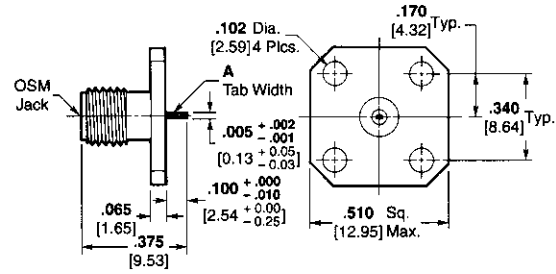 .102 Dia.
[2.59] 4 Plcs.
.170 Typ.
[4.32]
OSM
Jack
A
Tab Width
.005 + .002
- .001
[0.13 + 0.05
- 0.03]
.340 Typ.
[8.64]
.100 + .000
- .010
[2.54 + 0.00
- 0.25]
.065
[1.65]
.375
[9.53]
.510 Sq.
[12.95] Max.